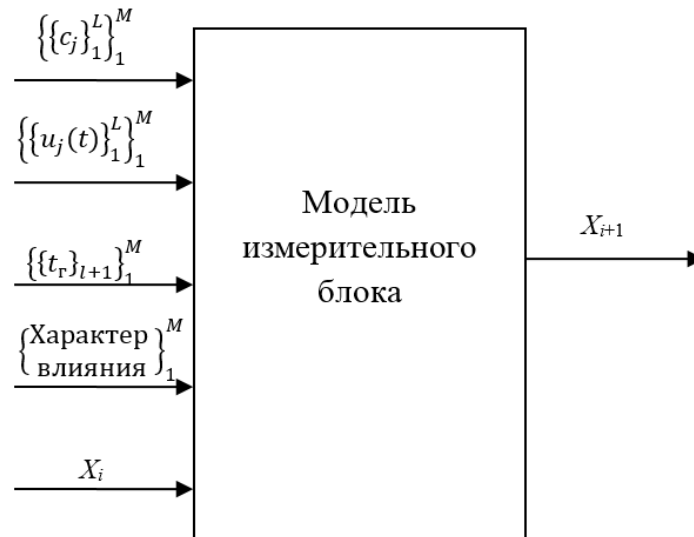 {{c_j}_1^L}_1^M
{{u_j(t)}_1^L}_1^M
{{t_г}_{l+1}}_1^M
{Характер
влияния}_1^M
X_i
Модель
измерительного
блока
X_{i+1}